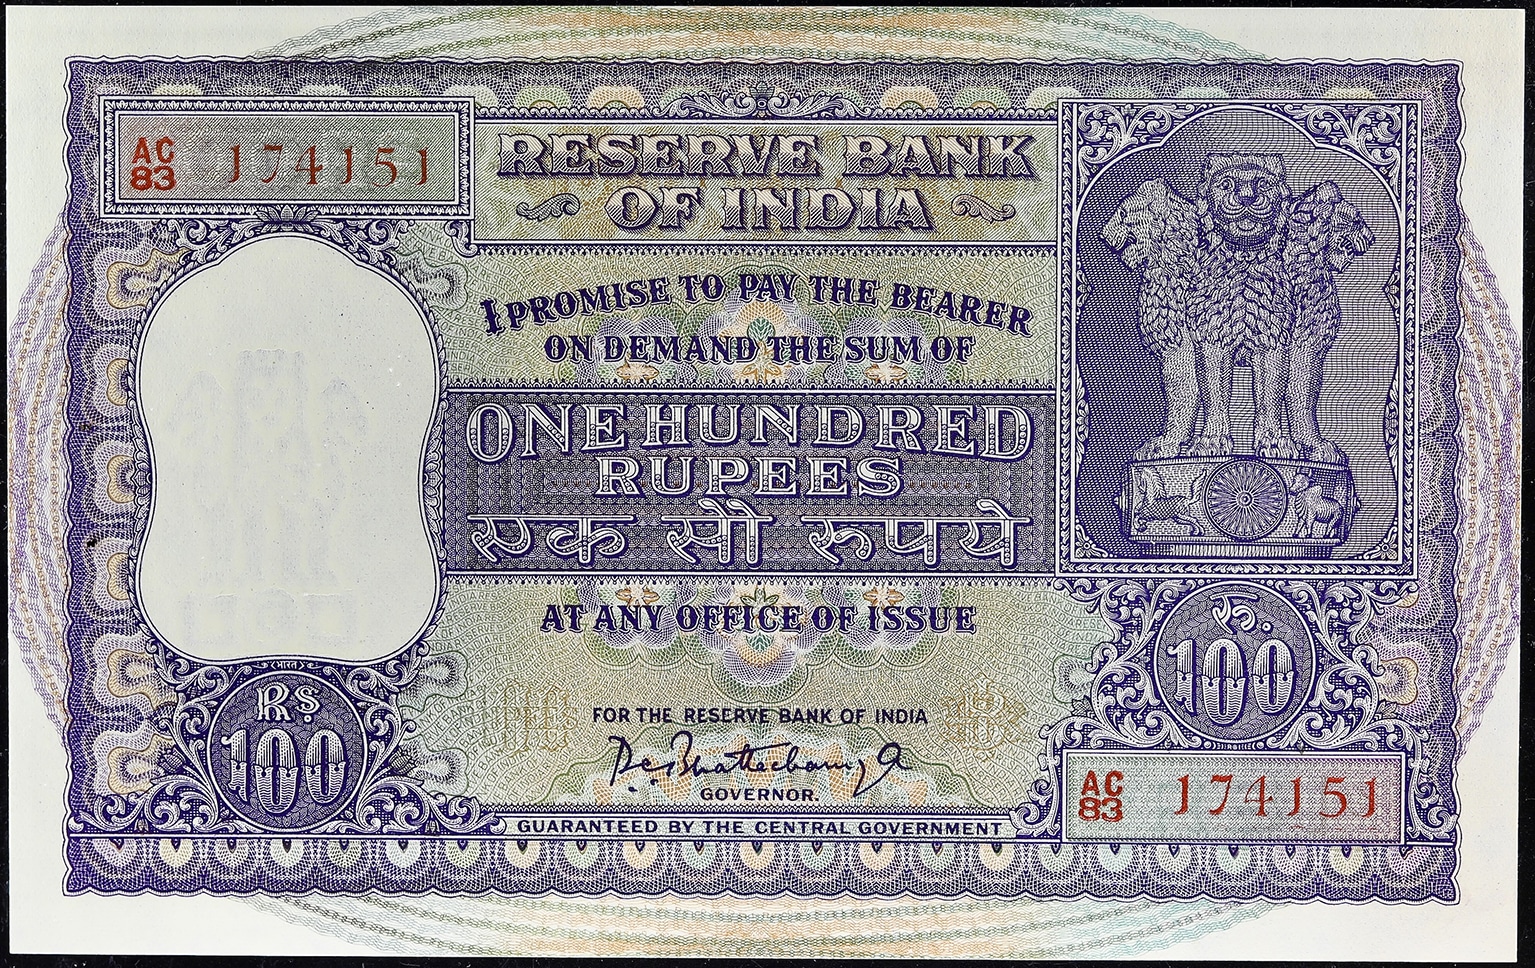 AC
83 174151
RESERVE BANK
OF INDIA
I PROMISE TO PAY THE BEARER
ON DEMAND THE SUM OF
ONE HUNDRED
RUPEES
एक सौ रुपये
AT ANY OFFICE OF ISSUE
भारत
Rs
100
रु.
100
FOR THE RESERVE BANK OF INDIA
P.C. Bhattacharyya
GOVERNOR.
AC
83 174151
GUARANTEED BY THE CENTRAL GOVERNMENT